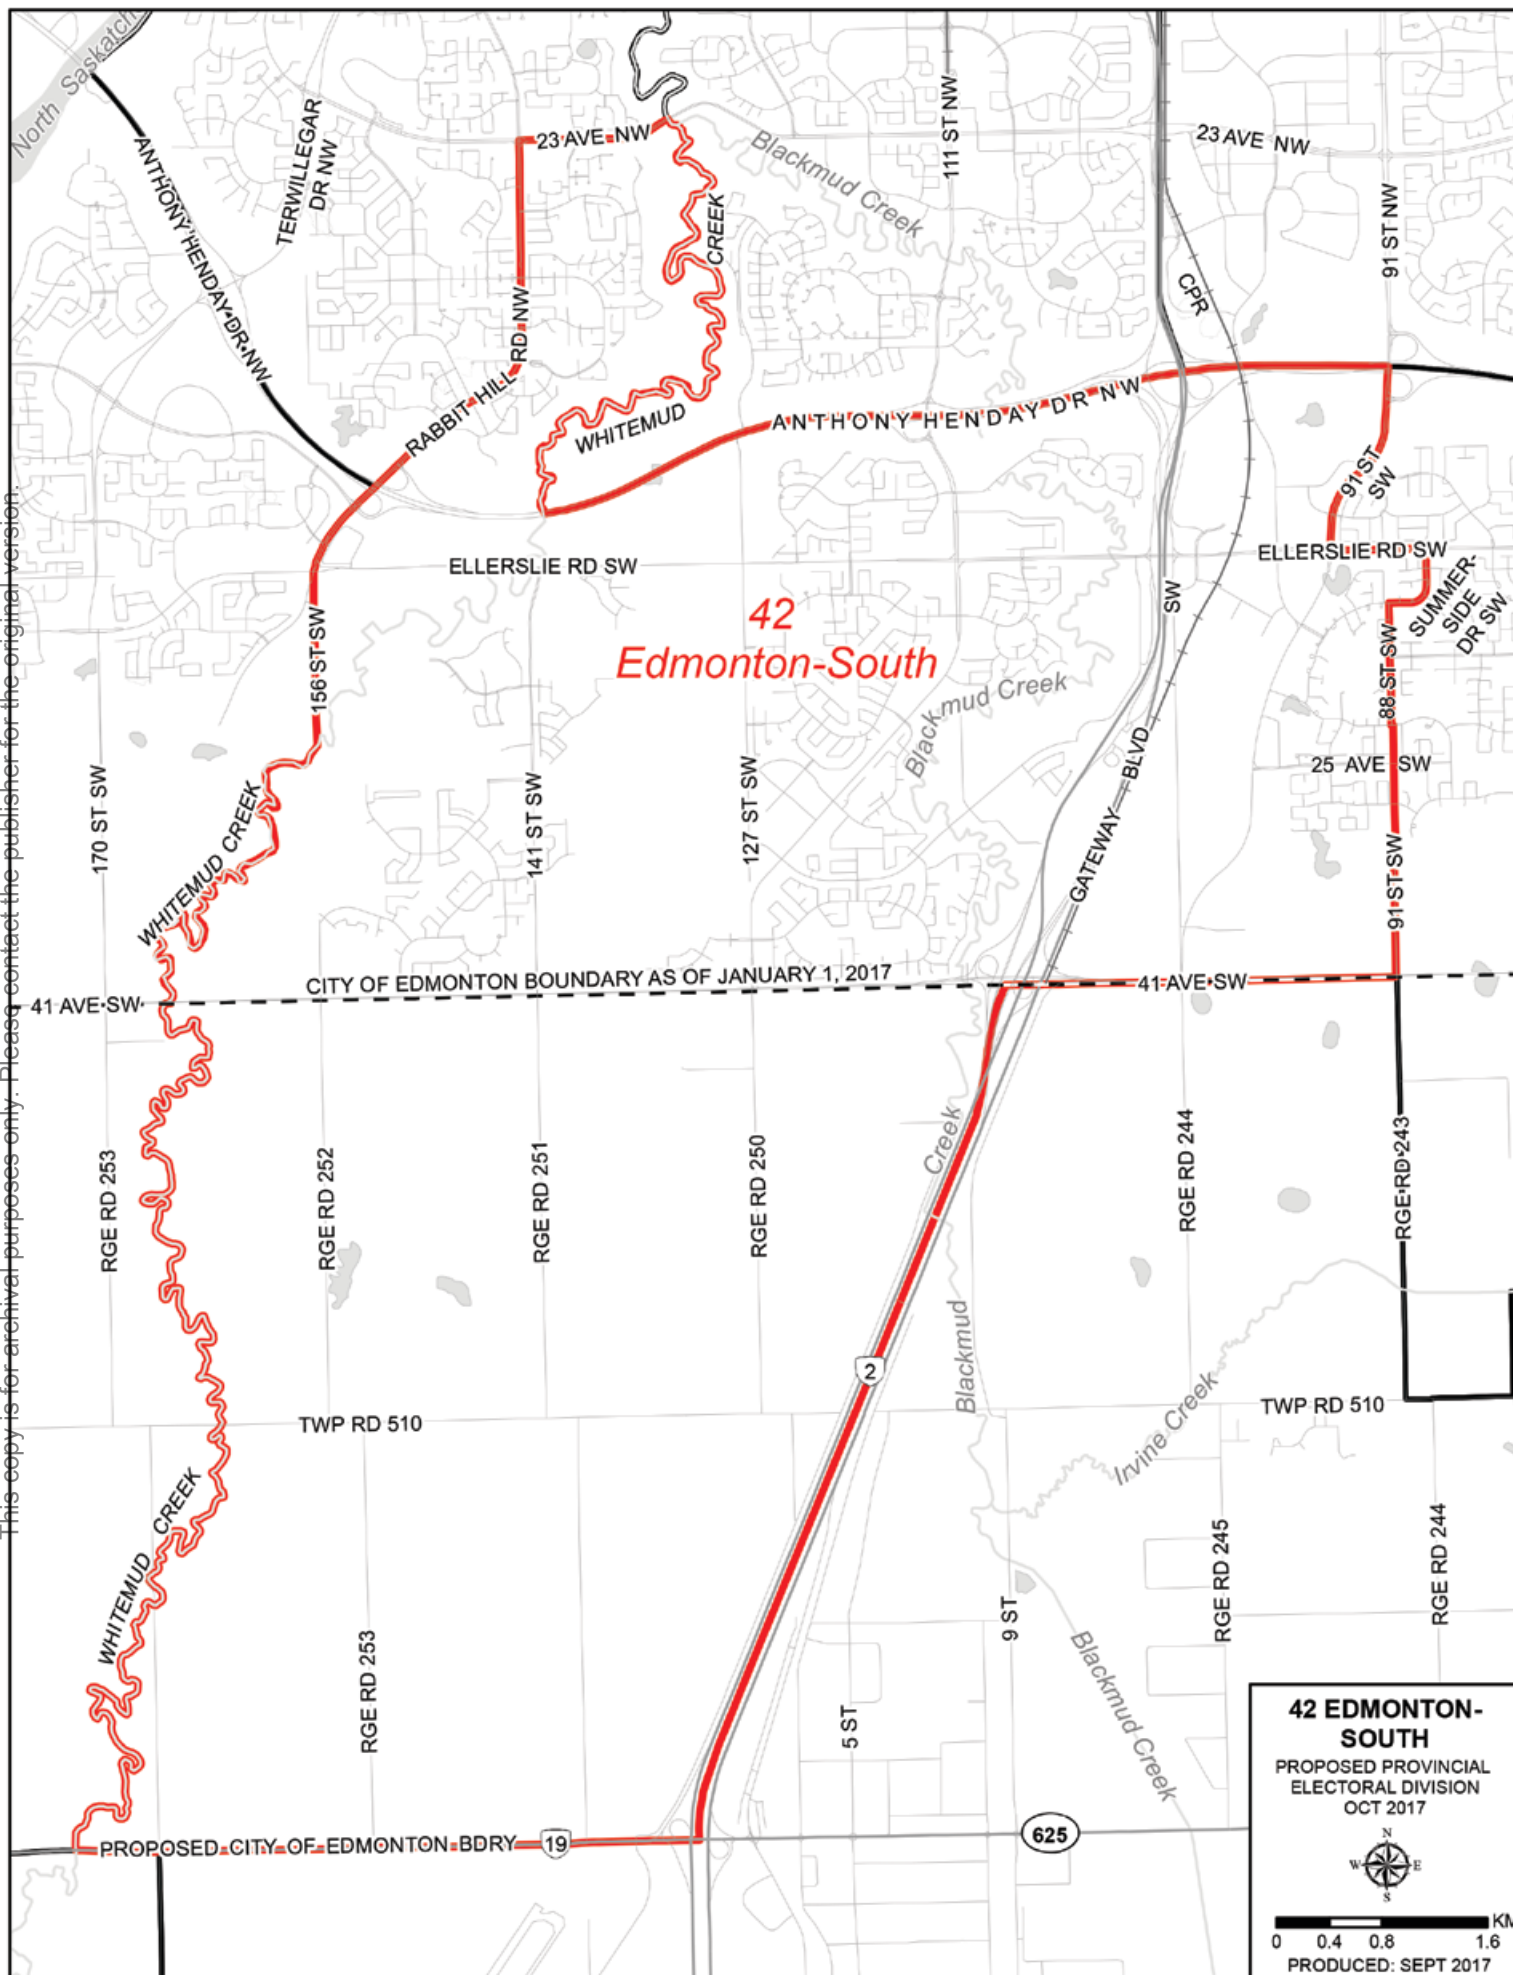 North Saskatch
ANTHONY HENDAY DR NW
TERWILLEGAR
DR NW
23 AVE NW
Blackmud Creek
111 ST NW
23 AVE NW
91 ST NW
CREEK
CPR
RABBIT HILL RD NW
WHITEMUD
ANTHONY HENDAY DR NW
91 ST
SW
ELLERSLIE RD SW
ELLERSLIE RD SW
SUMMER-
SIDE
DR SW
42
Edmonton-South
156 ST SW
SW
88 ST SW
Blackmud Creek
170 ST SW
WHITEMUD CREEK
141 ST SW
127 ST SW
GATEWAY BLVD
25 AVE SW
91 ST SW
CITY OF EDMONTON BOUNDARY AS OF JANUARY 1, 2017
41 AVE SW
41 AVE SW
RGE RD 253
RGE RD 252
RGE RD 251
RGE RD 250
Creek
Blackmud
RGE RD 244
RGE RD 243
2
TWP RD 510
TWP RD 510
Irvine Creek
WHITEMUD CREEK
RGE RD 253
5 ST
9 ST
RGE RD 245
RGE RD 244
Blackmud Creek
PROPOSED CITY OF EDMONTON BDRY
19
625
42 EDMONTON-
SOUTH
PROPOSED PROVINCIAL
ELECTORAL DIVISION
OCT 2017
N
W E
S
KM
0 0.4 0.8 1.6
PRODUCED: SEPT 2017
This copy is for archival purposes only. Please contact the publisher for the original version.